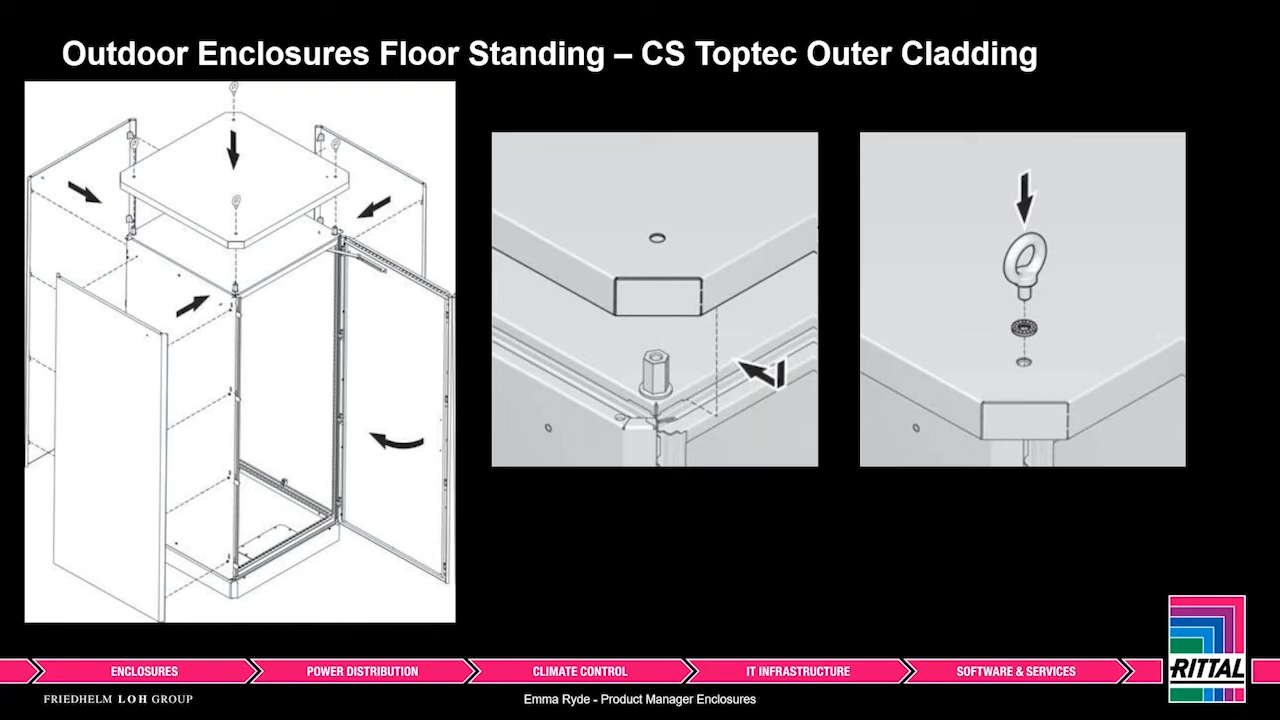 Outdoor Enclosures Floor Standing – CS Toptec Outer Cladding
ENCLOSURES
POWER DISTRIBUTION
CLIMATE CONTROL
IT INFRASTRUCTURE
SOFTWARE & SERVICES
RITTAL
FRIEDHELM LOH GROUP
Emma Ryde - Product Manager Enclosures